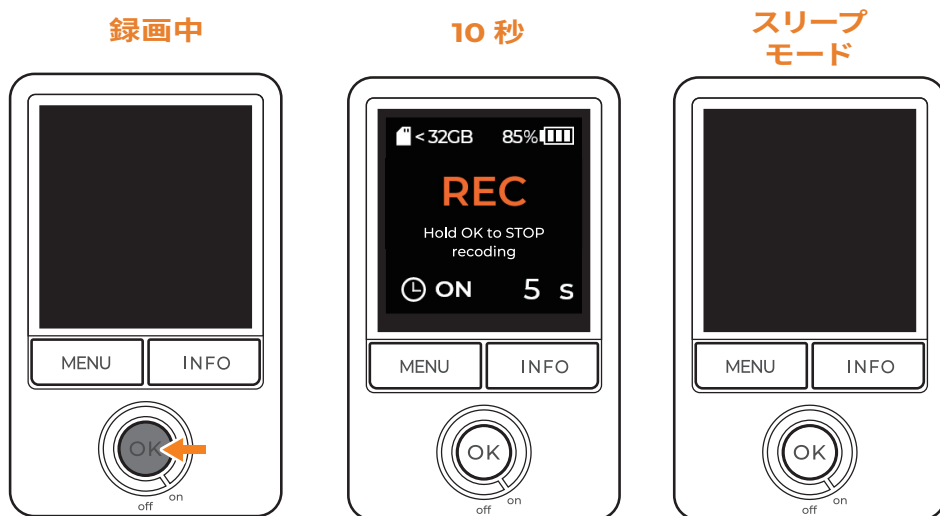 録画中
MENU
INFO
OK
off
on
10 秒
< 32GB
85%
REC
Hold OK to STOP
recoding
ON
5 s
MENU
INFO
OK
off
on
スリープ
モード
MENU
INFO
OK
off
on